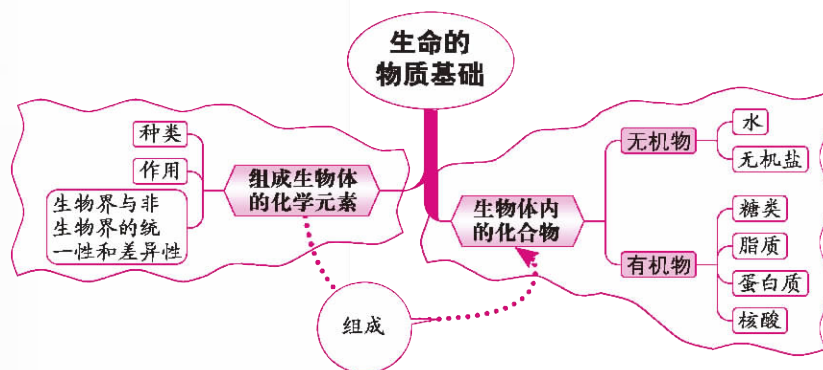 生命的
物质基础
种类
作用
生物界与非
生物界的统
一性和差异性
组成生物体
的化学元素
组成
生物体内
的化合物
无机物
水
无机盐
有机物
糖类
脂质
蛋白质
核酸